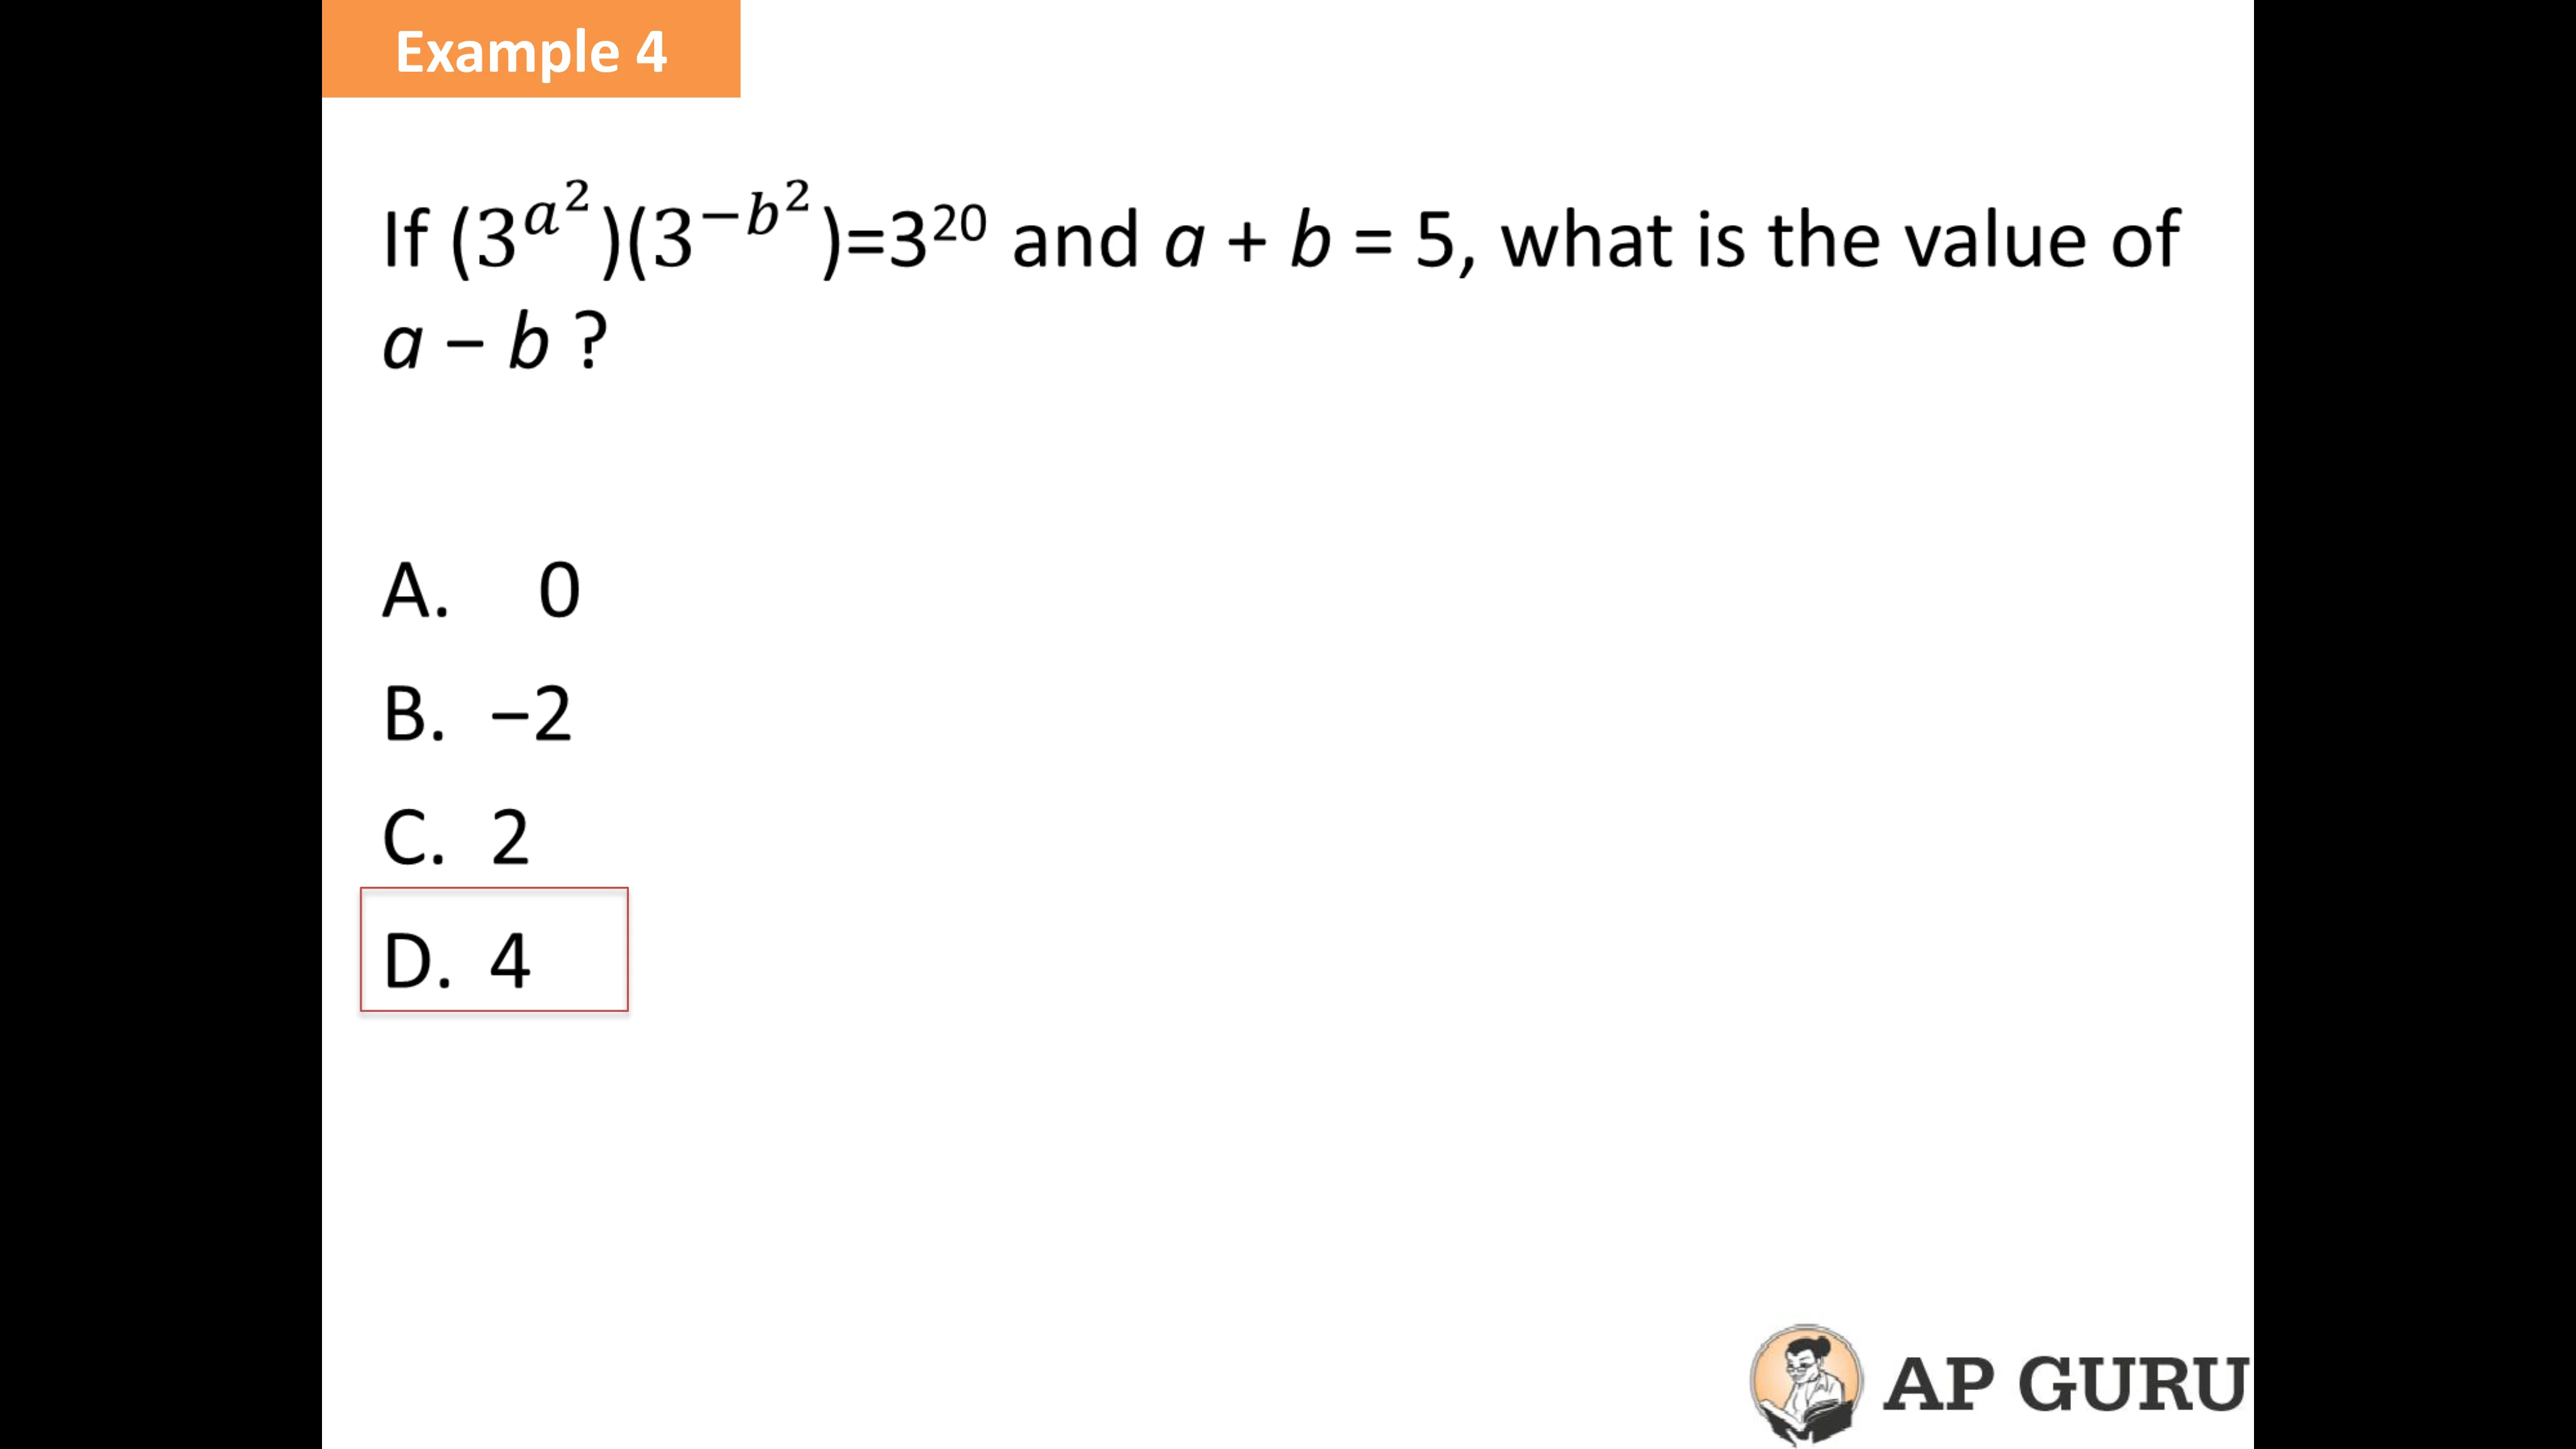 Example 4
If (3^{a^2})(3^{−b^2})=3^{20} and a + b = 5, what is the value of
a − b ?
A. 0
B. −2
C. 2
D. 4
AP GURU